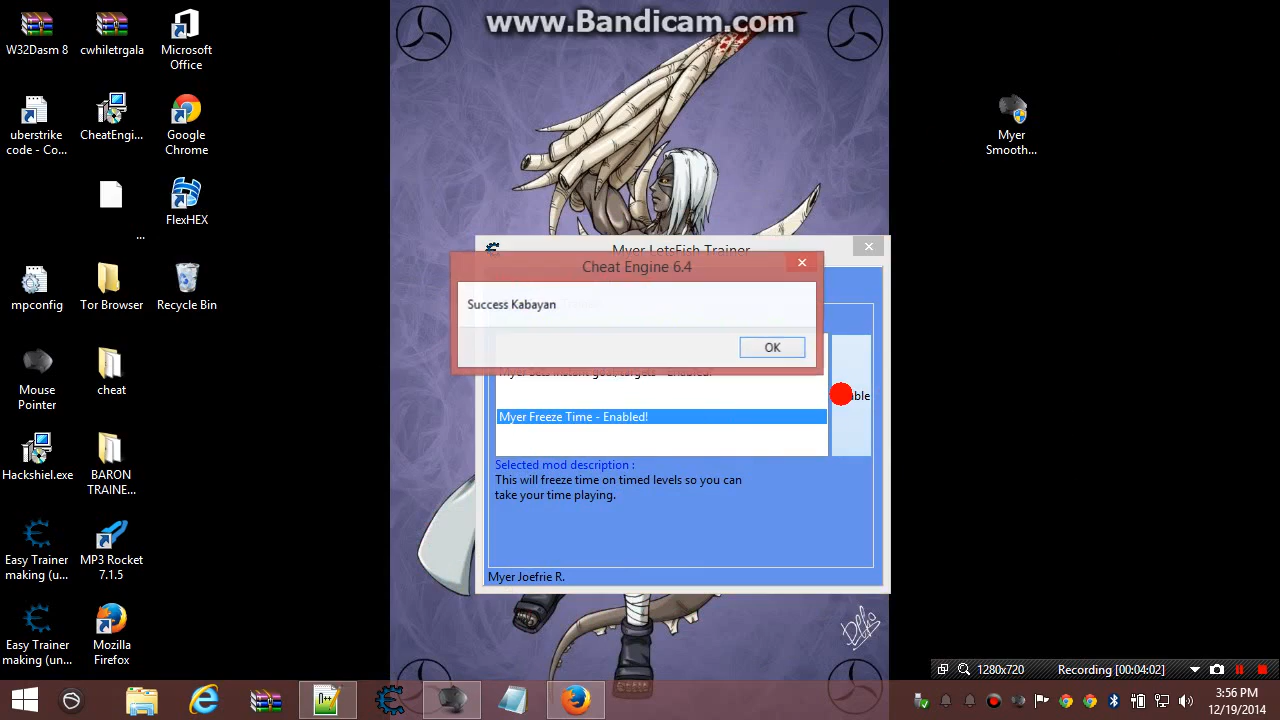 www.Bandicam.com
W32Dasm 8
cwhiletrgala
Microsoft
Office
uberstrike
code - Co...
CheatEngi...
Google
Chrome
...
FlexHEX
mpconfig
Tor Browser
Recycle Bin
Mouse
Pointer
cheat
Hackshiel.exe
BARON
TRAINE...
Easy Trainer
making (u...
MP3 Rocket
7.1.5
Easy Trainer
making (un...
Mozilla
Firefox
Myer
Smooth...
Myer LetsFish Trainer
Cheat Engine 6.4
Success Kabayan
OK
Myer Freeze Time - Enabled!
Selected mod description :
This will freeze time on timed levels so you can
take your time playing.
Myer Joefrie R.
1280x720
Recording [00:04:02]
3:56 PM
12/19/2014